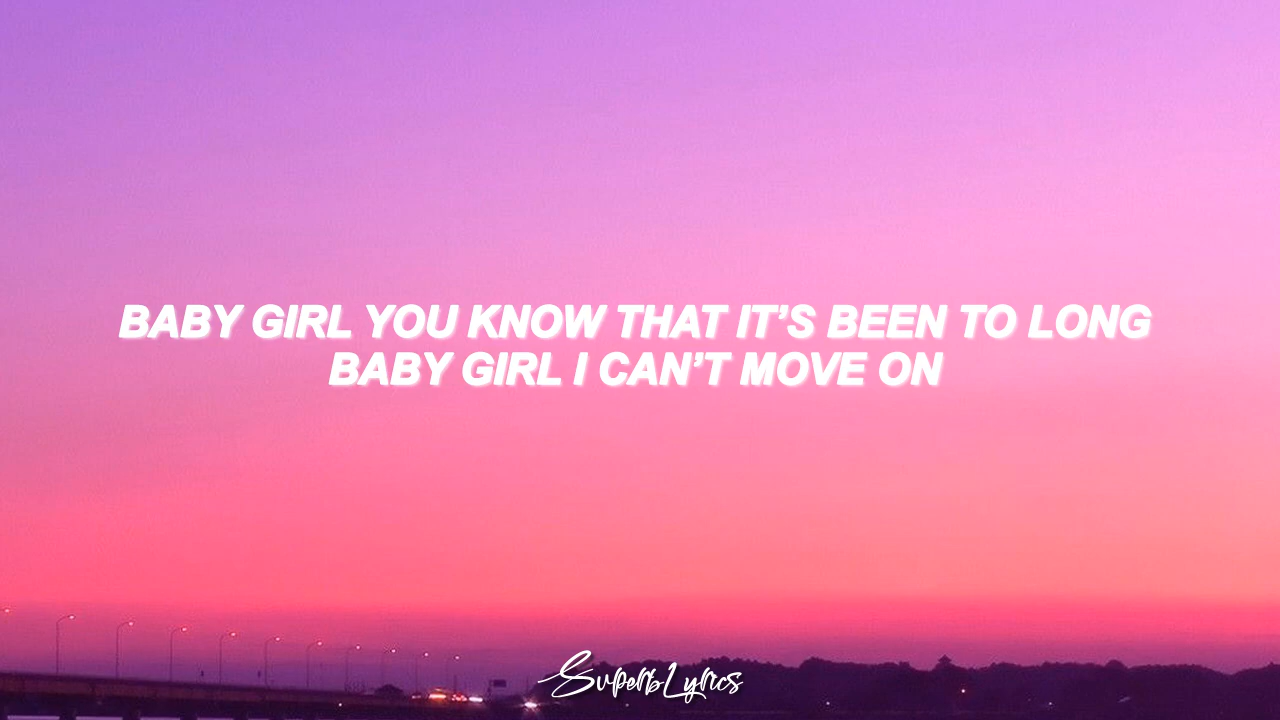 BABY GIRL YOU KNOW THAT IT’S BEEN TO LONG
BABY GIRL I CAN’T MOVE ON
SuperbLyrics